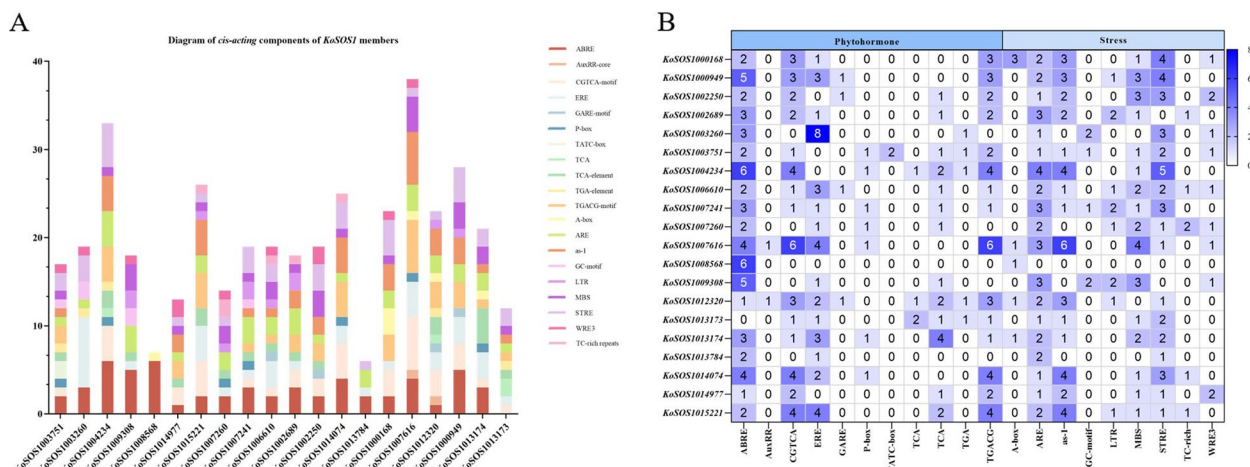 A
Diagram of cis-acting components of KoSOS1 members
40
30
20
10
0
KoSOS1003751
KoSOS1003260
KoSOS1004234
KoSOS1009308
KoSOS1008568
KoSOS1014977
KoSOS1015221
KoSOS1007260
KoSOS1007241
KoSOS1006610
KoSOS1002689
KoSOS1002250
KoSOS1014074
KoSOS1013784
KoSOS1000168
KoSOS1007616
KoSOS1012320
KoSOS1000949
KoSOS1013174
KoSOS1013173
ABRE
AuxRR-core
CGTCA-motif
ERE
GARE-motif
P-box
TATC-box
TCA
TCA-element
TGA-element
TGACG-motif
A-box
ARE
as-1
GC-motif
LTR
MBS
STRE
WRE3
TC-rich repeats
B
Phytohormone Stress
KoSOS1000168 2 0 3 1 0 0 0 0 0 0 3 3 2 3 0 0 1 4 0 1
KoSOS1000949 5 0 3 3 1 0 0 0 0 0 3 0 2 3 0 1 3 4 0 0
KoSOS1002250 2 0 2 0 1 0 0 0 1 0 2 0 1 2 0 0 3 3 0 2
KoSOS1002689 3 0 2 1 0 0 0 0 1 0 2 0 3 2 0 2 1 0 1 0
KoSOS1003260 3 0 0 8 0 0 0 0 0 1 0 0 1 0 2 0 0 3 0 1
KoSOS1003751 2 0 1 0 0 1 2 0 1 1 2 0 1 1 1 0 1 2 0 1
KoSOS1004234 6 0 4 0 0 1 0 1 2 1 4 0 4 4 0 0 1 5 0 0
KoSOS1006610 2 0 1 3 1 0 0 0 1 0 1 0 2 1 0 1 2 2 1 1
KoSOS1007241 3 0 1 1 0 1 0 0 1 0 1 0 3 1 1 2 1 3 0 0
KoSOS1007260 2 0 0 0 0 1 0 0 0 0 0 0 2 0 0 1 2 1 2 1
KoSOS1007616 4 1 6 4 0 1 0 0 0 0 6 1 3 6 0 0 4 1 0 1
KoSOS1008568 6 0 0 0 0 0 0 0 0 0 0 1 0 0 0 0 0 0 0 0
KoSOS1009308 5 0 0 1 0 0 0 0 1 0 0 0 3 0 2 2 3 0 0 1
KoSOS1012320 1 1 3 2 1 0 0 1 2 1 3 1 2 3 0 1 0 1 0 0
KoSOS1013173 0 0 1 1 0 0 0 2 1 1 1 0 1 1 0 0 1 2 0 0
KoSOS1013174 3 0 1 3 0 1 0 0 4 0 1 1 1 1 0 0 2 2 0 0
KoSOS1013784 2 0 0 1 0 0 0 0 0 0 0 0 2 0 0 0 0 1 0 0
KoSOS1014074 4 0 4 2 0 1 0 0 0 0 4 0 1 4 0 0 1 3 1 0
KoSOS1014977 1 0 2 0 0 0 0 0 0 0 2 0 1 2 0 0 1 1 0 2
KoSOS1015221 2 0 4 4 0 0 0 0 2 0 4 0 2 4 0 1 1 1 1 0
ABRE
AuxRR
CGTCA
ERE
GARE
P-box
ATC-box
TCA
TCA
TGA
TGACG
A-box
ARE
as-1
GC-motif
LTR
MBS
STRE
TC-rich
WRE3
8
6
4
2
0